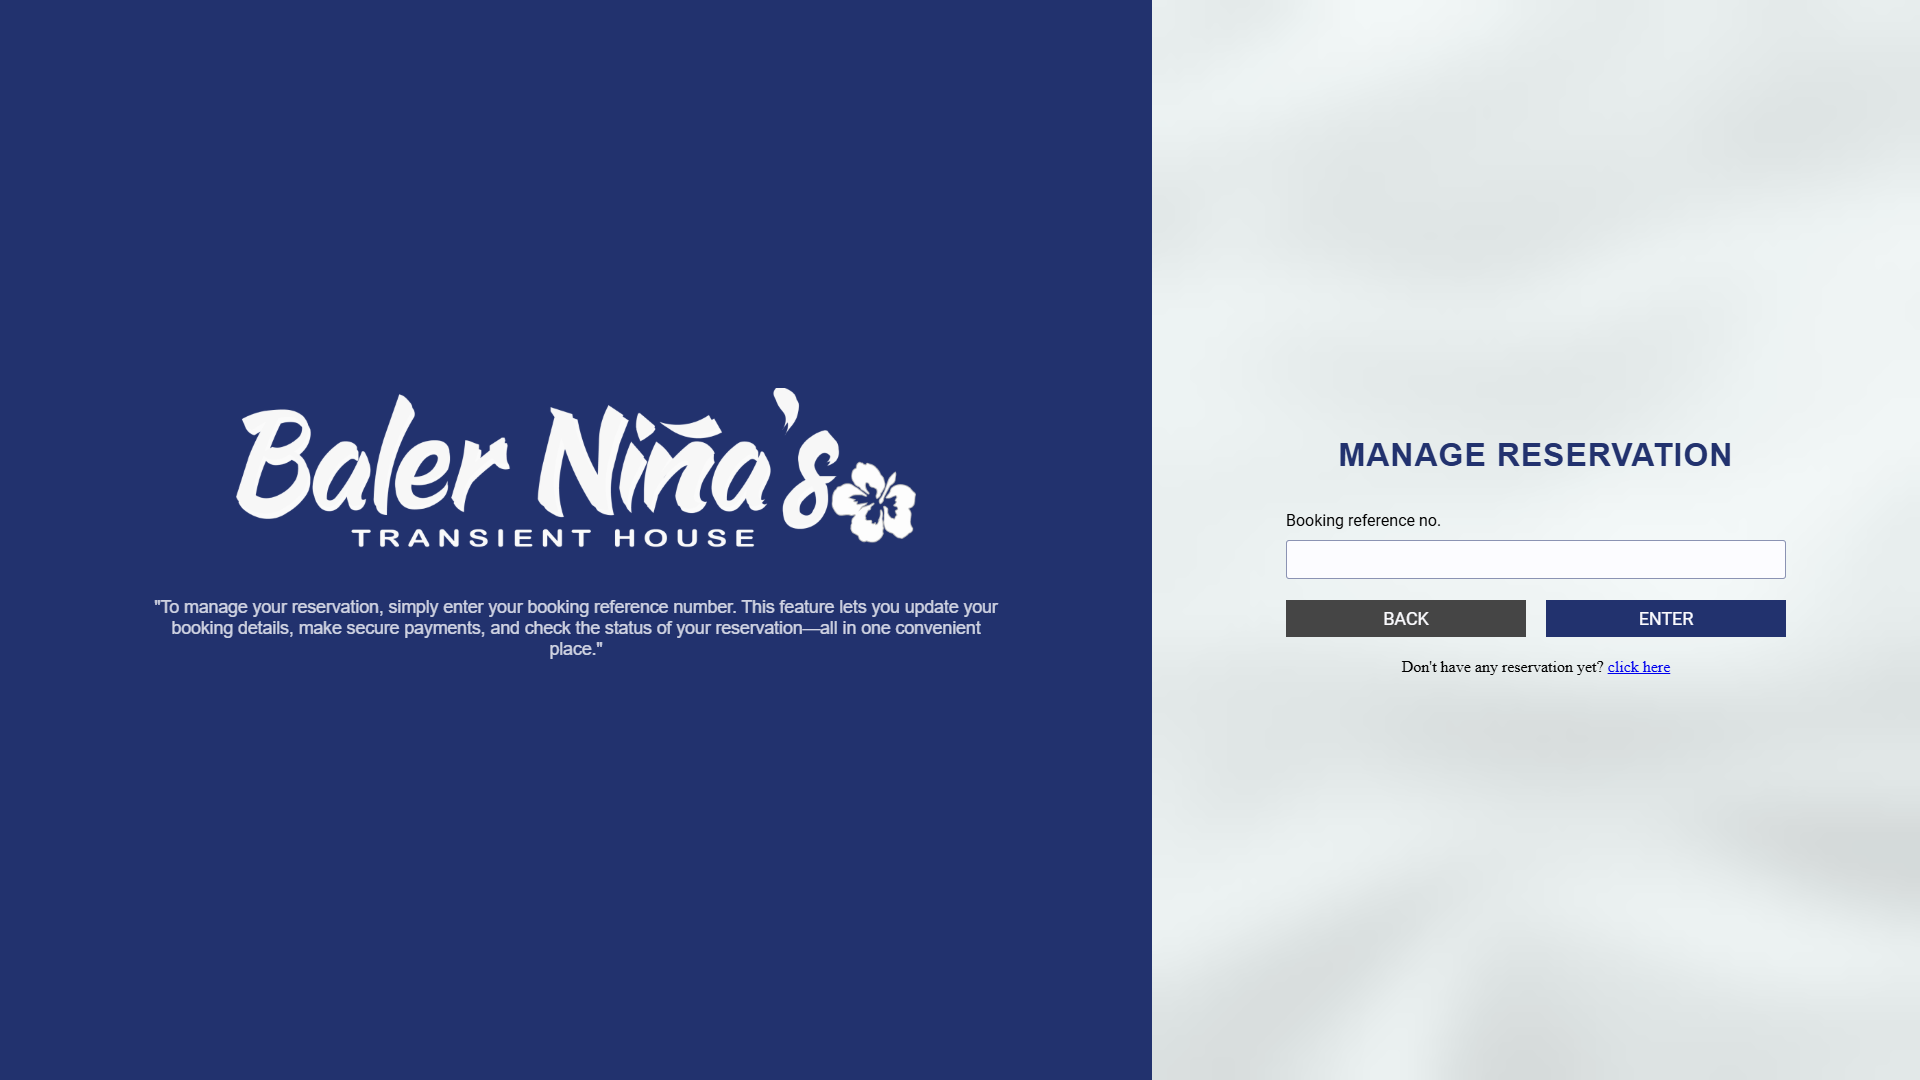 Baler Niña's
TRANSIENT HOUSE
"To manage your reservation, simply enter your booking reference number. This feature lets you update your
booking details, make secure payments, and check the status of your reservation—all in one convenient
place."
MANAGE RESERVATION
Booking reference no.
BACK ENTER
Don't have any reservation yet? click here